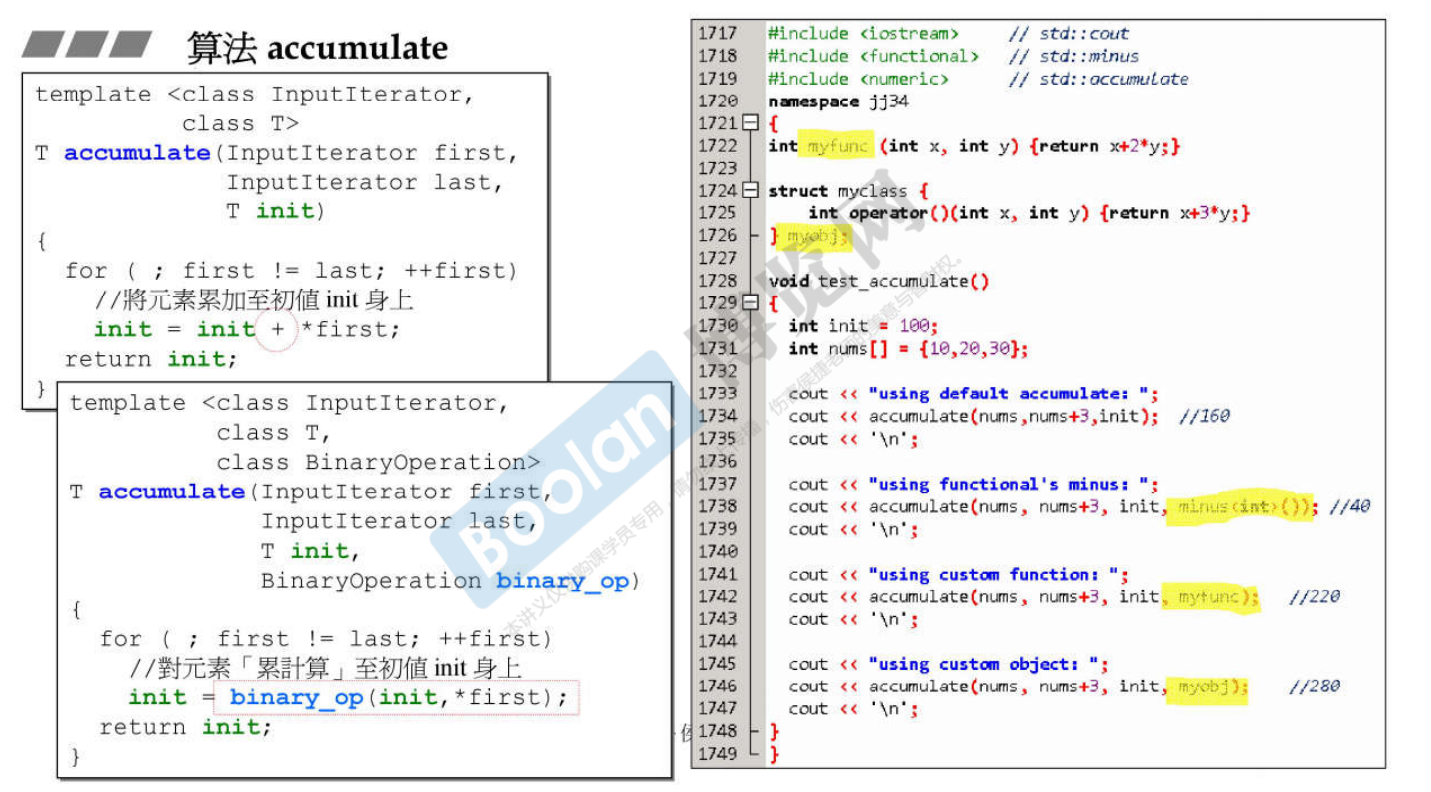 算法 accumulate
template <class InputIterator,
class T>
T accumulate(InputIterator first,
InputIterator last,
T init)
{
for ( ; first != last; ++first)
//將元素累加至初值 init 身上
init = init + *first;
return init;
}
template <class InputIterator,
class T,
class BinaryOperation>
T accumulate(InputIterator first,
InputIterator last,
T init,
BinaryOperation binary_op)
{
for ( ; first != last; ++first)
//對元素「累計算」至初值 init 身上
init = binary_op(init,*first);
return init;
}
1717 #include <iostream> // std::cout
1718 #include <functional> // std::minus
1719 #include <numeric> // std::accumulate
1720 namespace jj34
1721 {
1722 int myfunc (int x, int y) {return x+2*y;}
1723
1724 struct myclass {
1725 int operator()(int x, int y) {return x+3*y;}
1726 } myobj;
1727
1728 void test_accumulate()
1729 {
1730 int init = 100;
1731 int nums[] = {10,20,30};
1732
1733 cout << "using default accumulate: ";
1734 cout << accumulate(nums,nums+3,init); //160
1735 cout << '\n';
1736
1737 cout << "using functional's minus: ";
1738 cout << accumulate(nums, nums+3, init, minus<int>()); //40
1739 cout << '\n';
1740
1741 cout << "using custom function: ";
1742 cout << accumulate(nums, nums+3, init, myfunc); //220
1743 cout << '\n';
1744
1745 cout << "using custom object: ";
1746 cout << accumulate(nums, nums+3, init, myobj); //280
1747 cout << '\n';
1748 }
1749 }
Boolan 博览网